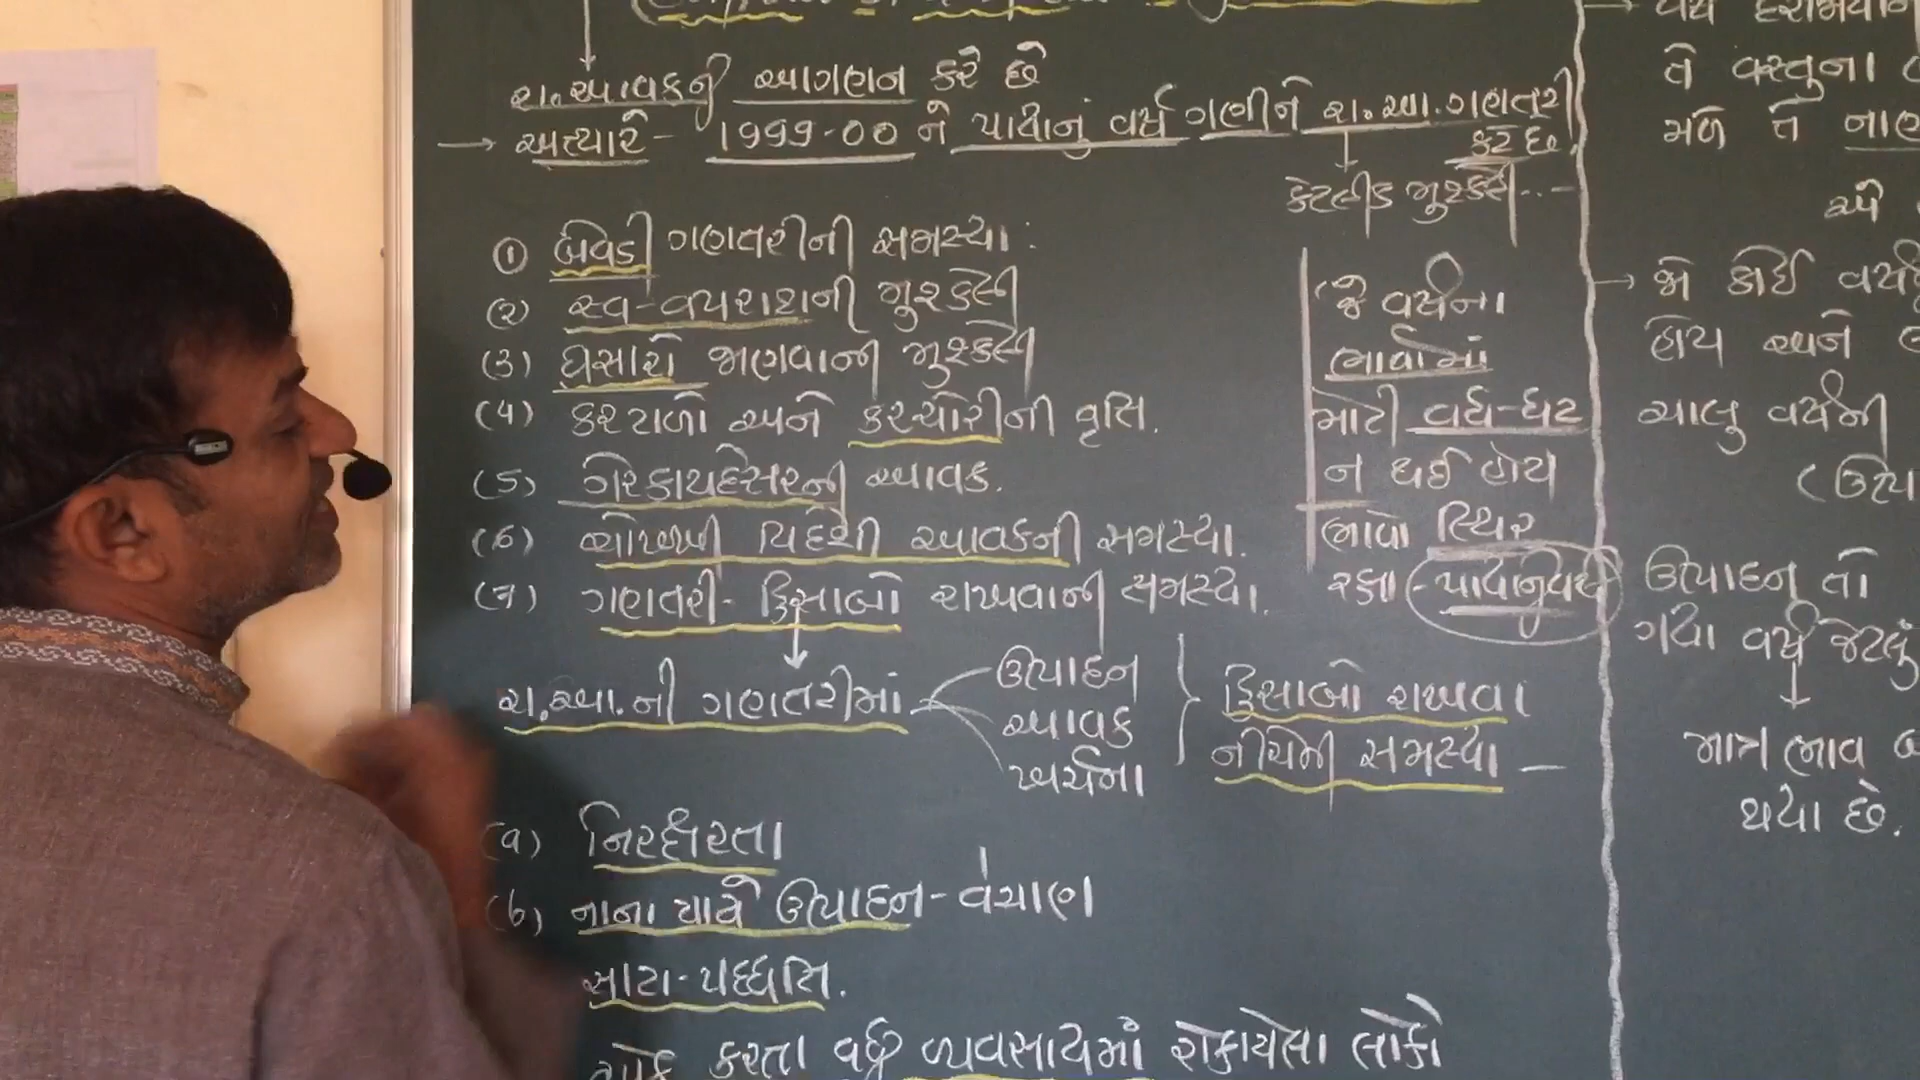 રા.આવકની આગણન કરે છે
→ અત્યારે - 1999-00 ને પાયાનું વર્ષ ગણીને રા.આ.ગણતરી
કરે છે.
કેટલીક મુશ્કેલી..-
① બેવડી ગણતરીની સમસ્યા:
(૨) સ્વ-વપરાશની મુશ્કેલી
(૩) ઘસારો જાણવાની મુશ્કેલી
(૪) કરટાળો અને કરચોરીની વૃત્તિ.
(૫) ગેરકાયદેસરની આવક.
(૬) ચોખ્ખી વિદેશી આવકની સમસ્યા.
(૭) ગણતરી- હિસાબો રાખવાની સમસ્યા.
રા.આ.ની ગણતરીમાં
ઉત્પાદન
આવક
ખર્ચના
હિસાબો રાખવા
નીચેની સમસ્યા -
(a) નિરક્ષરતા
(b) નાના પાયે ઉત્પાદન - વેચાણ
સાટા-પદ્ધતિ.
કરતા વધુ વ્યવસાયમાં રોકાયેલા લોકો
જે વર્ષના
ભાવોમાં
મોટી વધ-ઘટ
ન થઈ હોય
ભાવો સ્થિર
રહ્યા - પાયાનુંવર્ષ
તે વસ્તુના
મળે તે
એ
→ જો કોઈ
હોય અને
ચાલુ વર્ષની
ઉત્પાદન તો
ગયા વર્ષ જેટલું
માત્ર ભાવ
થયા છે.